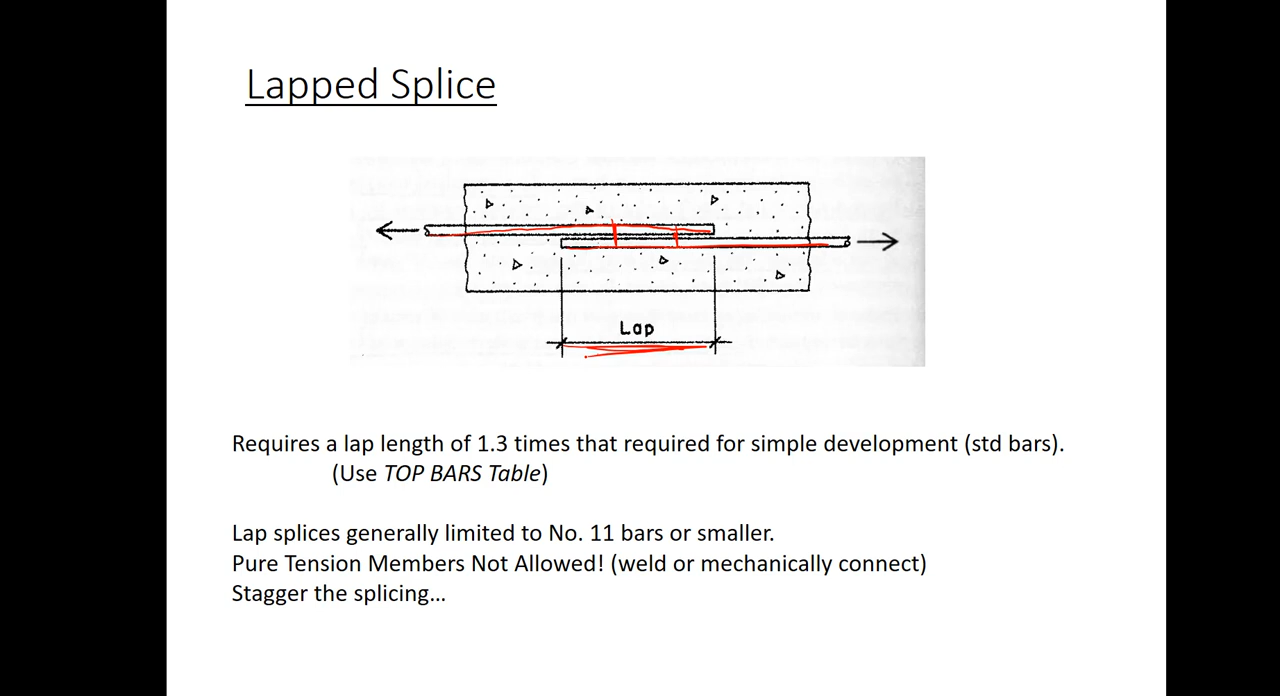 Lapped Splice
Lap
Requires a lap length of 1.3 times that required for simple development (std bars).
(Use TOP BARS Table)
Lap splices generally limited to No. 11 bars or smaller.
Pure Tension Members Not Allowed! (weld or mechanically connect)
Stagger the splicing...